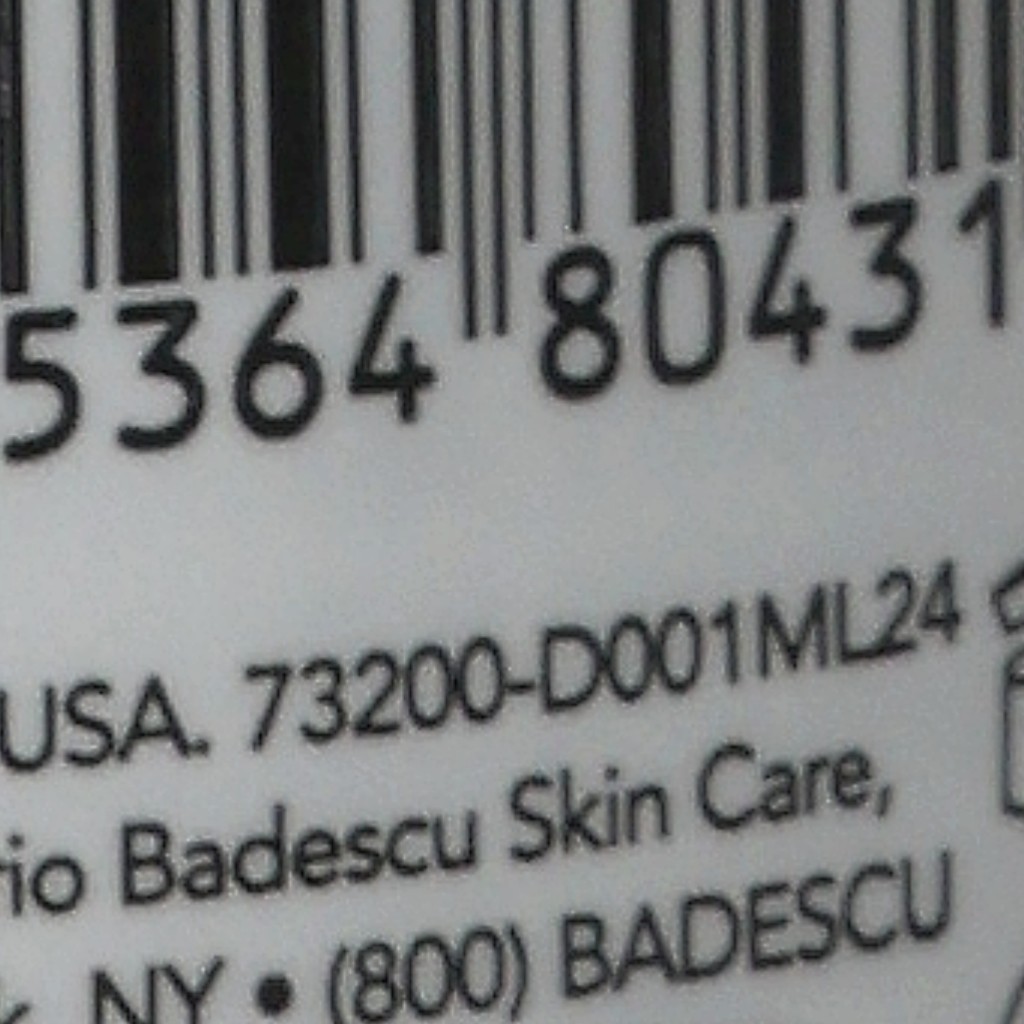 5364 80431
USA. 73200-D001ML24
rio Badescu Skin Care,
NY • (800) BADESCU